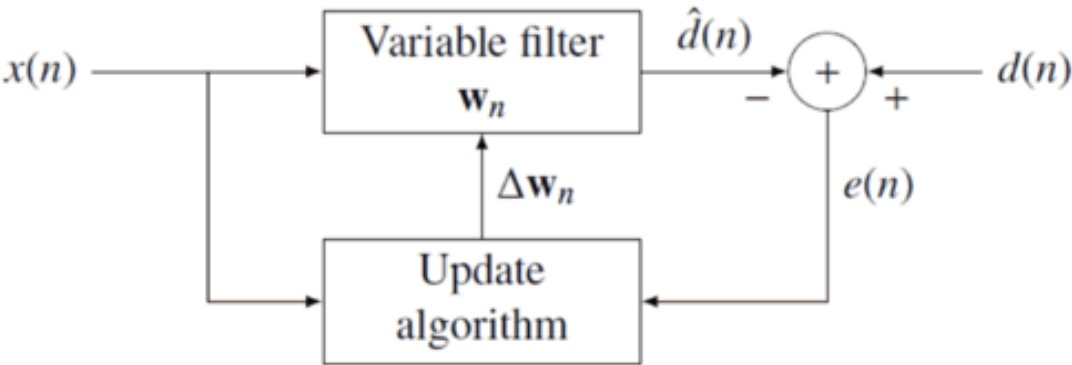 x(n)
Variable filter
𝐰ₙ
d̂(n)
+
−
+
d(n)
Δ𝐰ₙ
e(n)
Update
algorithm